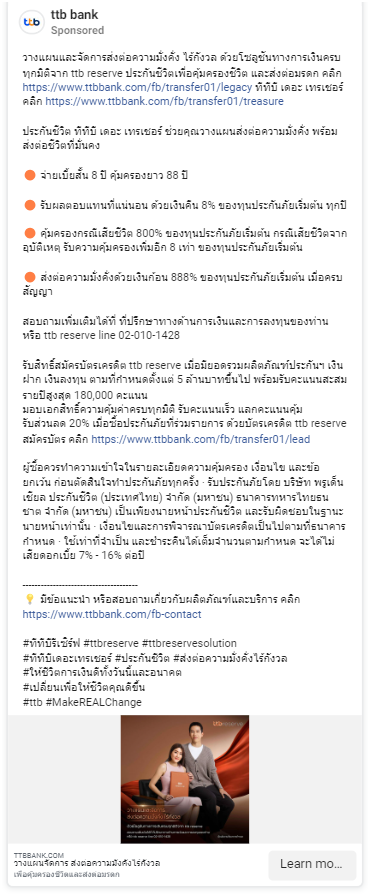 ttb bank
Sponsored
วางแผนและจัดการส่งต่อความมั่งคั่ง ไร้กังวล ด้วยโซลูชันทางการเงินครบ
ทุกมิติจาก ttb reserve ประกันชีวิตเพื่อคุ้มครองชีวิต และส่งต่อมรดก คลิก
https://www.ttbbank.com/fb/transfer01/legacy ทีทีบี เดอะ เทรเชอร์
คลิก https://www.ttbbank.com/fb/transfer01/treasure
ประกันชีวิต ทีทีบี เดอะ เทรเชอร์ ช่วยคุณวางแผนส่งต่อความมั่งคั่ง พร้อม
ส่งต่อชีวิตที่มั่นคง
จ่ายเบี้ยสั้น 8 ปี คุ้มครองยาว 88 ปี
รับผลตอบแทนที่แน่นอน ด้วยเงินคืน 8% ของทุนประกันภัยเริ่มต้น ทุกปี
คุ้มครองกรณีเสียชีวิต 800% ของทุนประกันภัยเริ่มต้น กรณีเสียชีวิตจาก
อุบัติเหตุ รับความคุ้มครองเพิ่มอีก 8 เท่า ของทุนประกันภัยเริ่มต้น
ส่งต่อความมั่งคั่งด้วยเงินก้อน 888% ของทุนประกันภัยเริ่มต้น เมื่อครบ
สัญญา
สอบถามเพิ่มเติมได้ที่ ที่ปรึกษาทางด้านการเงินและการลงทุนของท่าน
หรือ ttb reserve line 02-010-1428
รับสิทธิ์สมัครบัตรเครดิต ttb reserve เมื่อมียอดรวมผลิตภัณฑ์ประกันฯ เงิน
ฝาก เงินลงทุน ตามที่กำหนดตั้งแต่ 5 ล้านบาทขึ้นไป พร้อมรับคะแนนสะสม
รายปีสูงสุด 180,000 คะแนน
มอบเอกสิทธิ์ความคุ้มค่าครบทุกมิติ รับคะแนนเร็ว แลกคะแนนคุ้ม
รับส่วนลด 20% เมื่อซื้อประกันภัยที่ร่วมรายการ ด้วยบัตรเครดิต ttb reserve
สมัครบัตร คลิก https://www.ttbbank.com/fb/transfer01/lead
ผู้ซื้อควรทำความเข้าใจในรายละเอียดความคุ้มครอง เงื่อนไข และข้อ
ยกเว้น ก่อนตัดสินใจทำประกันภัยทุกครั้ง · รับประกันภัยโดย บริษัท พรูเด็น
เชียล ประกันชีวิต (ประเทศไทย) จำกัด (มหาชน) ธนาคารทหารไทยธน
ชาต จำกัด (มหาชน) เป็นเพียงนายหน้าประกันชีวิต และรับผิดชอบในฐานะ
นายหน้าเท่านั้น · เงื่อนไขและการพิจารณาบัตรเครดิตเป็นไปตามที่ธนาคาร
กำหนด · ใช้เท่าที่จำเป็น และชำระคืนได้เต็มจำนวนตามกำหนด จะได้ไม่
เสียดอกเบี้ย 7% - 16% ต่อปี
--------------------------------------
มีข้อแนะนำ หรือสอบถามเกี่ยวกับผลิตภัณฑ์และบริการ คลิก
https://www.ttbbank.com/fb-contact
#ทีทีบีรีเซิร์ฟ #ttbreserve #ttbreservesolution
#ทีทีบีเดอะเทรเชอร์ #ประกันชีวิต #ส่งต่อความมั่งคั่งไร้กังวล
#ให้ชีวิตการเงินดีทั้งวันนี้และอนาคต
#เปลี่ยนเพื่อให้ชีวิตคุณดีขึ้น
#ttb #MakeREALChange
TTBBANK.COM
วางแผนจัดการ ส่งต่อความมั่งคั่งไร้กังวล
เพื่อคุ้มครองชีวิตและส่งต่อมรดก
Learn mo...